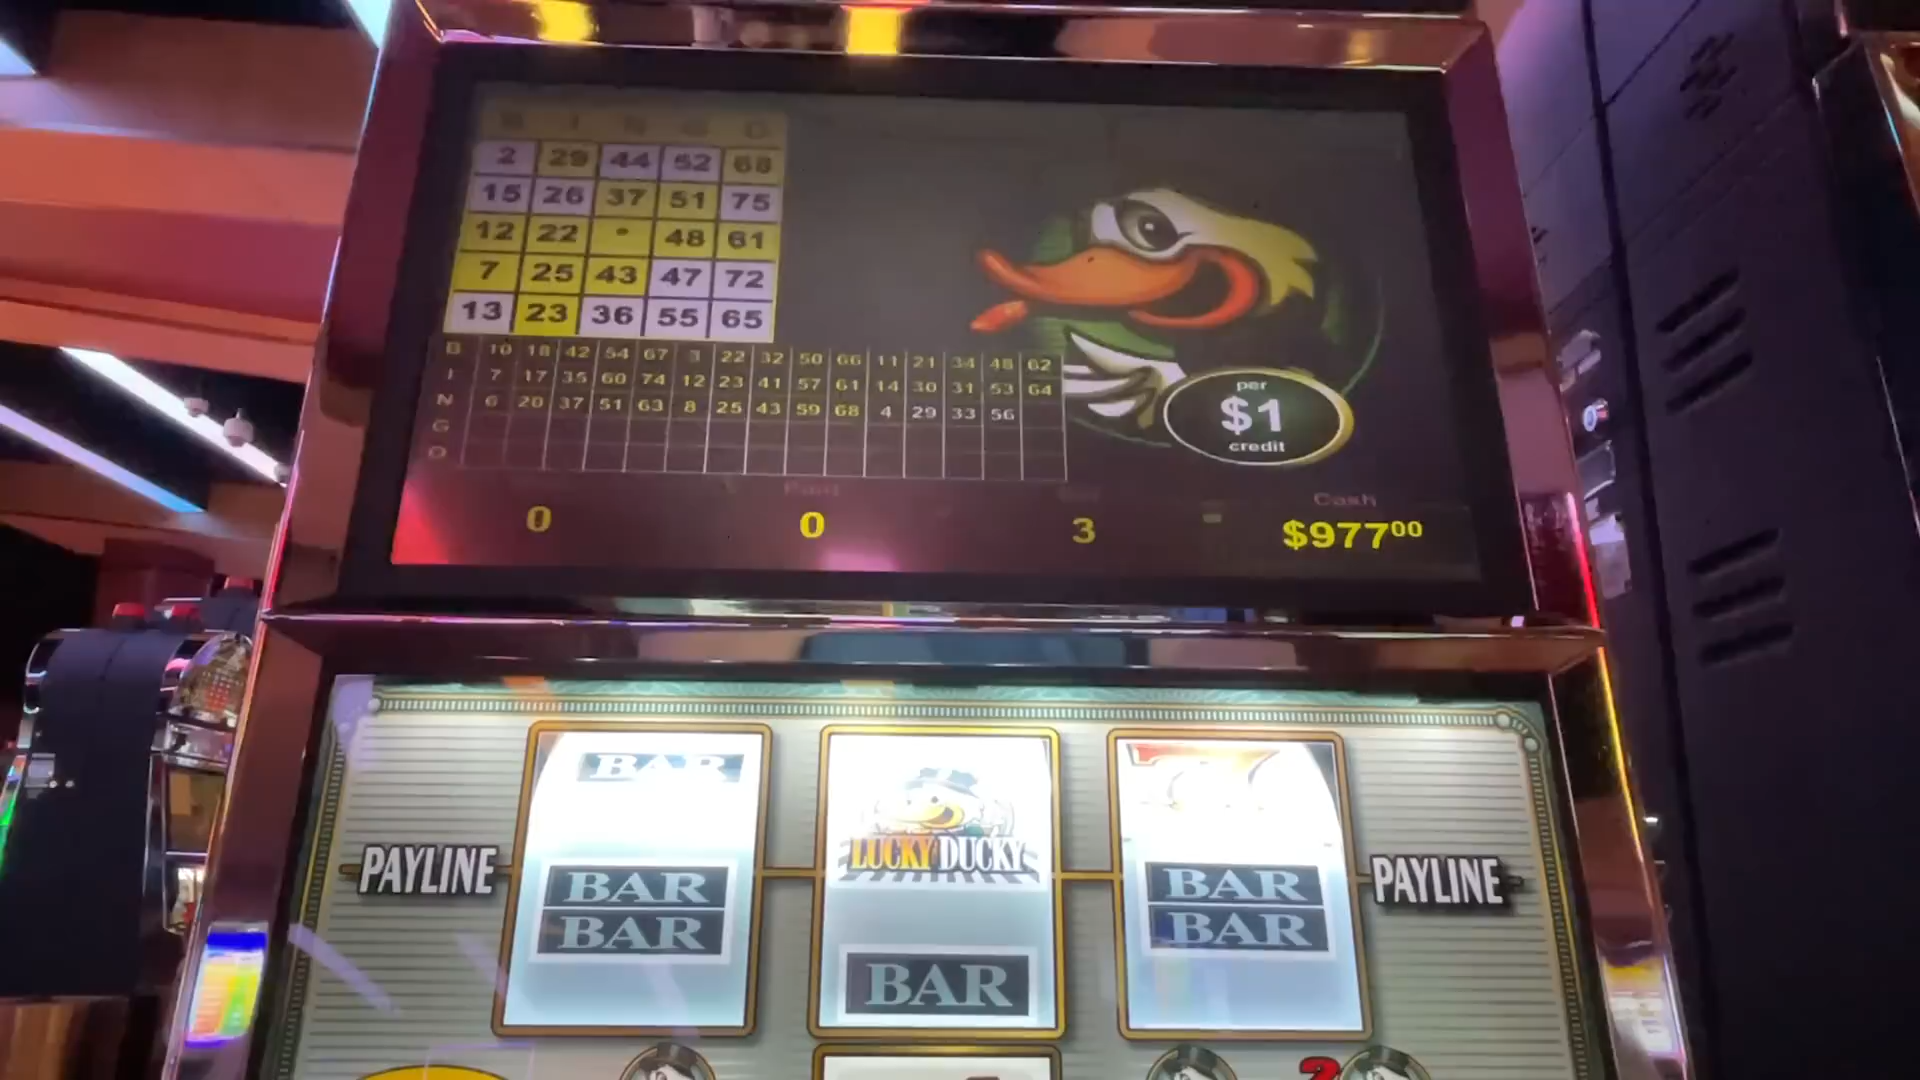 B I N G O
2 29 44 52 68
15 26 37 51 75
12 22 48 61
7 25 43 47 72
13 23 36 55 65
B 10 18 42 54 67 3 22 32 50 66 11 21 34 48 62
I 7 17 35 60 74 12 23 41 57 61 14 30 31 53 64
N 6 20 37 51 63 8 25 43 59 68 4 29 33 56
G
O
per
$1
credit
Paid
Cash
0 0 3 $977 00
BAR
7
LUCKY DUCKY
PAYLINE
BAR
BAR
PAYLINE
BAR
BAR
BAR
2